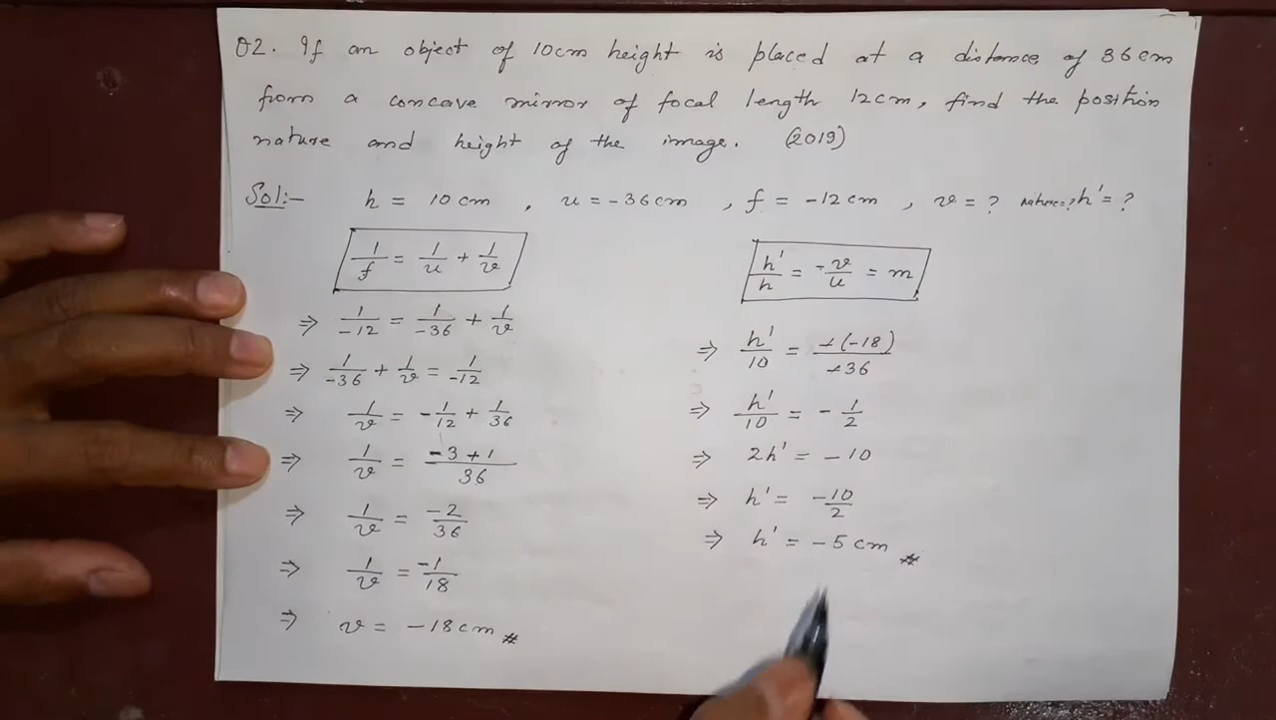 Q2. If an object of 10cm height is placed at a distance of 36cm
from a concave mirror of focal length 12cm, find the position
nature and height of the image. (2019)
Sol:- h = 10 cm , u = -36 cm , f = -12 cm , v = ? nature=? h' = ?
1/f = 1/u + 1/v
⇒ 1/-12 = 1/-36 + 1/v
⇒ 1/-36 + 1/v = 1/-12
⇒ 1/v = -1/12 + 1/36
⇒ 1/v = -3+1/36
⇒ 1/v = -2/36
⇒ 1/v = -1/18
⇒ v = -18cm #
h'/h = -v/u = m
⇒ h'/10 = -(-18)/-36
⇒ h'/10 = -1/2
⇒ 2h' = -10
⇒ h' = -10/2
⇒ h' = -5 cm #